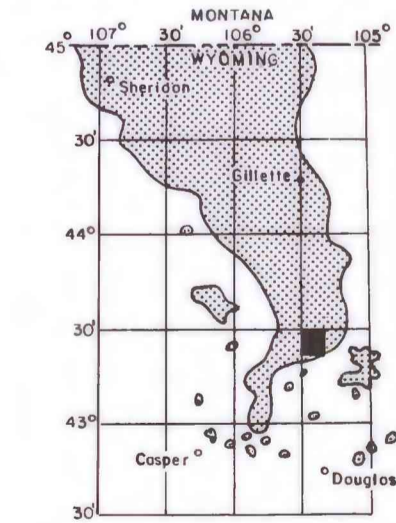 MONTANA
45° 107° 30' 106° 30' 105°
WYOMING
Sheridan
30'
Gillette
44°
30'
43°
Casper
Douglas
30'